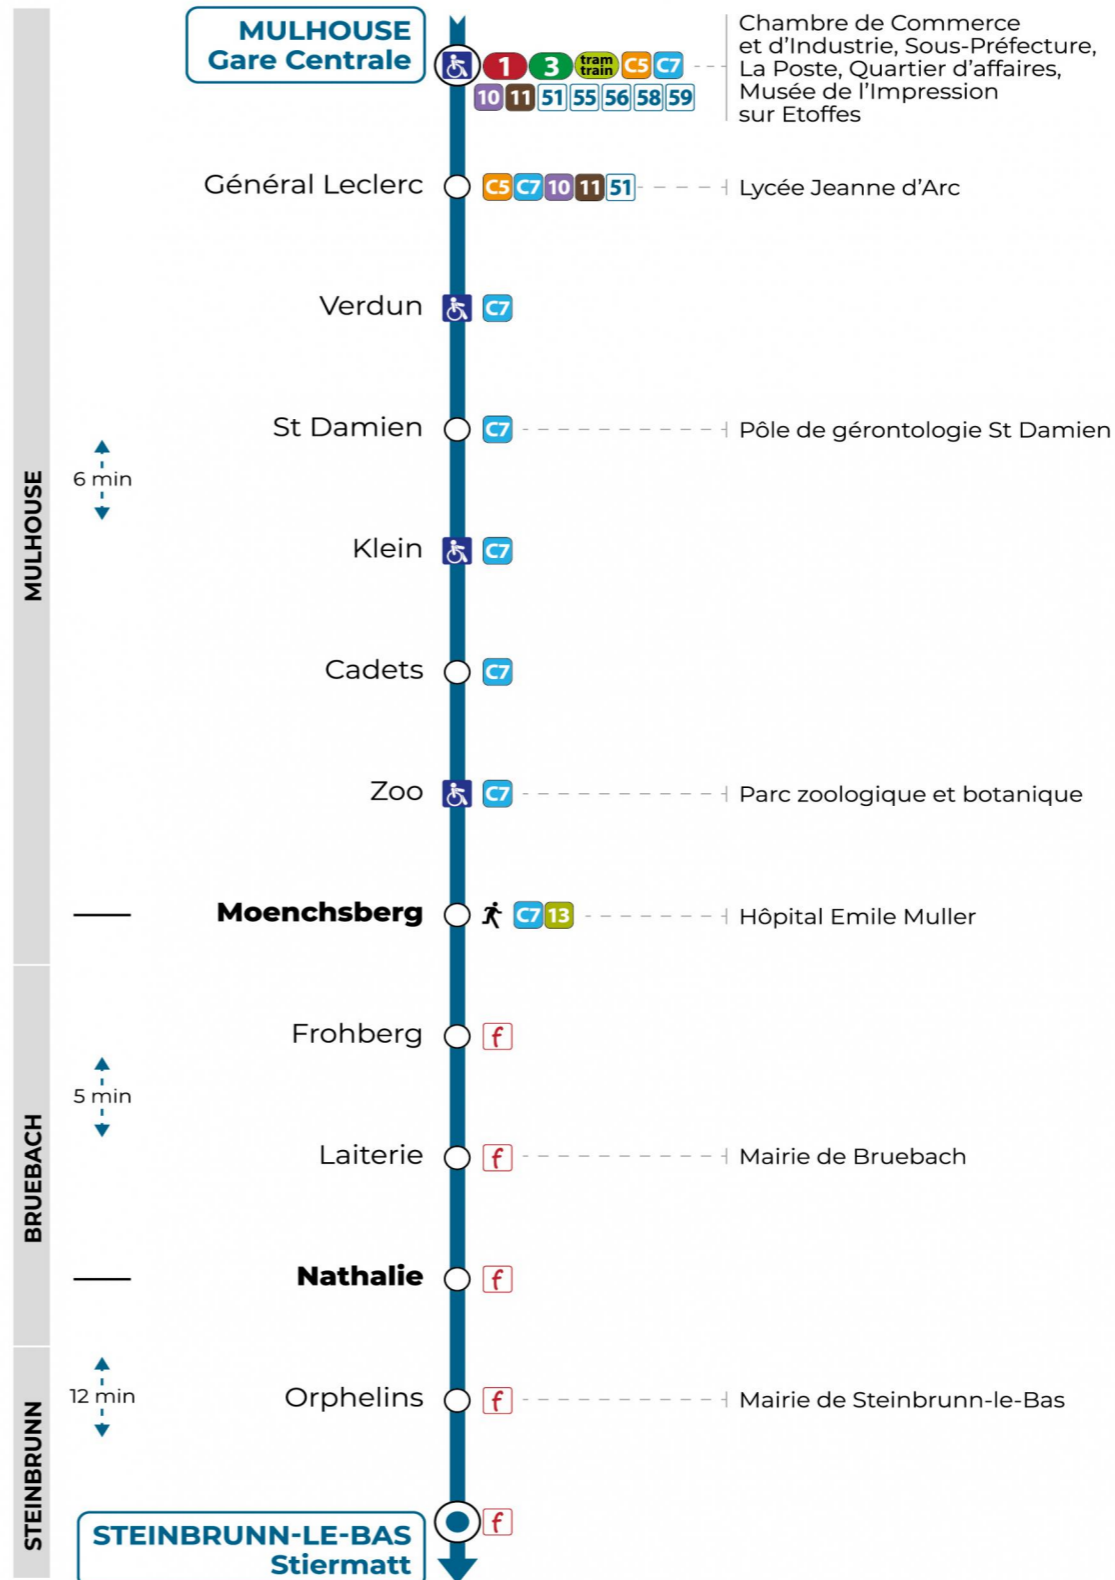 MULHOUSE
Gare Centrale
1 3 tram train C5 C7
10 11 51 55 56 58 59
Chambre de Commerce
et d’Industrie, Sous-Préfecture,
La Poste, Quartier d’affaires,
Musée de l’Impression
sur Etoffes
Général Leclerc C5 C7 10 11 51 Lycée Jeanne d’Arc
Verdun C7
St Damien C7 Pôle de gérontologie St Damien
6 min
MULHOUSE
Klein C7
Cadets C7
Zoo C7 Parc zoologique et botanique
Moenchsberg C7 13 Hôpital Emile Muller
Frohberg f
5 min
BRUEBACH
Laiterie f Mairie de Bruebach
Nathalie f
12 min
Orphelins f Mairie de Steinbrunn-le-Bas
STEINBRUNN
STEINBRUNN-LE-BAS f
Stiermatt